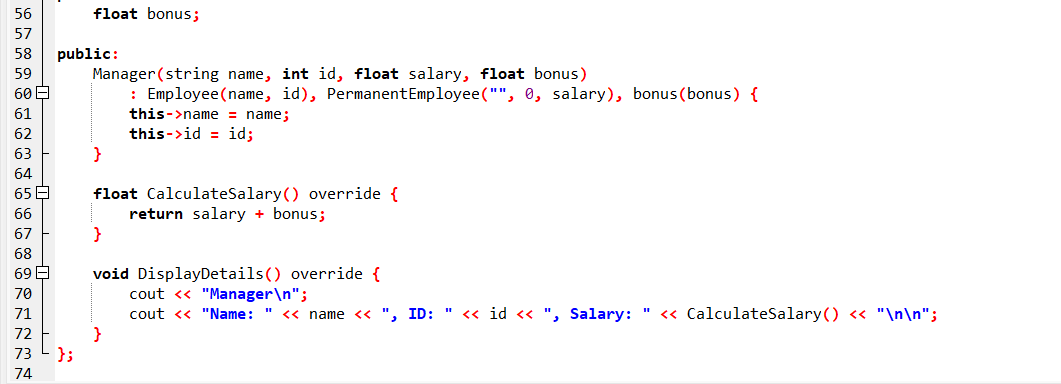 56 float bonus;
57
58 public:
59 Manager(string name, int id, float salary, float bonus)
60 : Employee(name, id), PermanentEmployee("", 0, salary), bonus(bonus) {
61 this->name = name;
62 this->id = id;
63 }
64
65 float CalculateSalary() override {
66 return salary + bonus;
67 }
68
69 void DisplayDetails() override {
70 cout << "Manager\n";
71 cout << "Name: " << name << ", ID: " << id << ", Salary: " << CalculateSalary() << "\n\n";
72 }
73 };
74